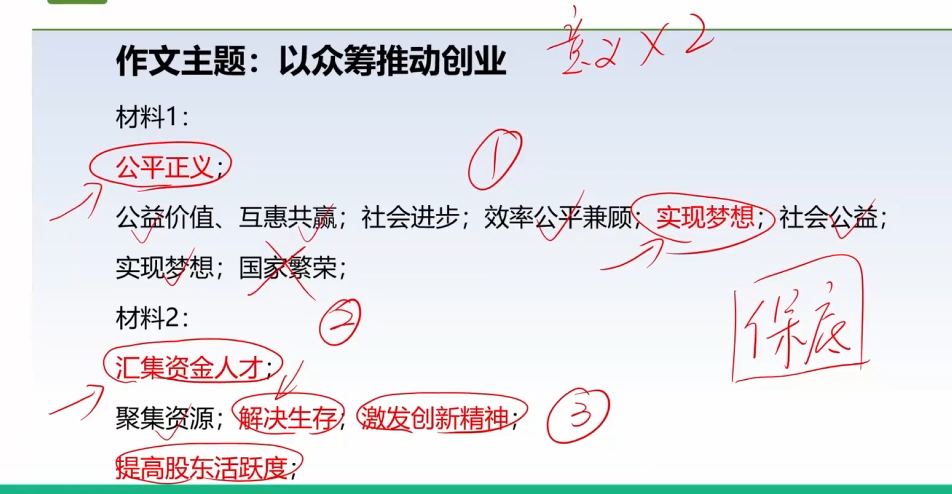 作文主题：以众筹推动创业 意义×2
材料1：
公平正义； ①
公益价值、互惠共赢；社会进步；效率公平兼顾；实现梦想；社会公益；
实现梦想；国家繁荣；
材料2： ② 保底
汇集资金人才；
聚集资源；解决生存；激发创新精神； ③
提高股东活跃度；